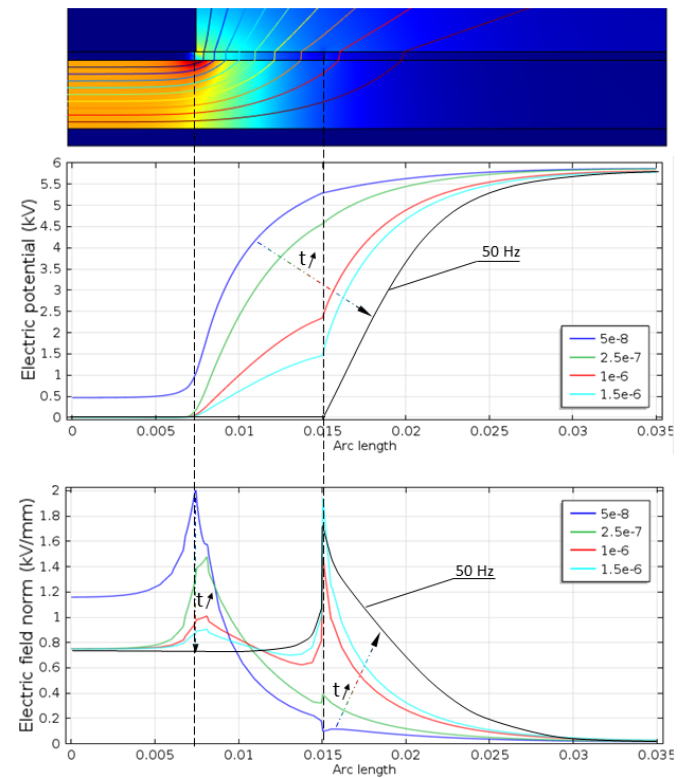 6
5.5
5
4.5
4
3.5
3
2.5
2
1.5
1
0.5
0
Electric potential (kV)
t
50 Hz
5e-8
2.5e-7
1e-6
1.5e-6
0 0.005 0.01 0.015 0.02 0.025 0.03 0.035
Arc length
2
1.8
1.6
1.4
1.2
1
0.8
0.6
0.4
0.2
0
Electric field norm (kV/mm)
t
t
50 Hz
5e-8
2.5e-7
1e-6
1.5e-6
0 0.005 0.01 0.015 0.02 0.025 0.03 0.035
Arc length